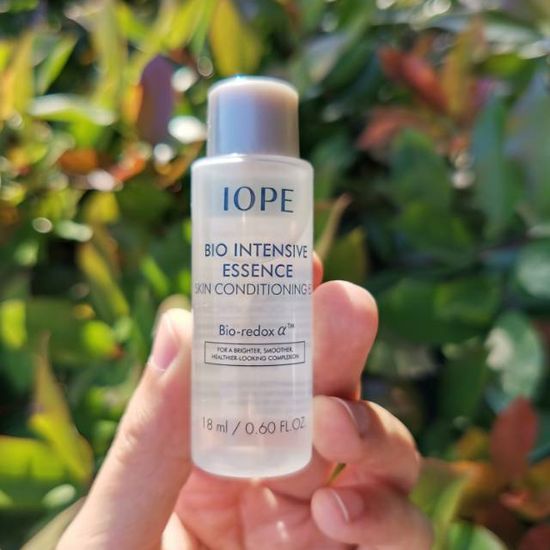 IOPE
BIO INTENSIVE
ESSENCE
SKIN CONDITIONING
Bio-redox α™
FOR A BRIGHTER, SMOOTHER,
HEALTHIER-LOOKING COMPLEXION
18 ml / 0.60 FL.OZ